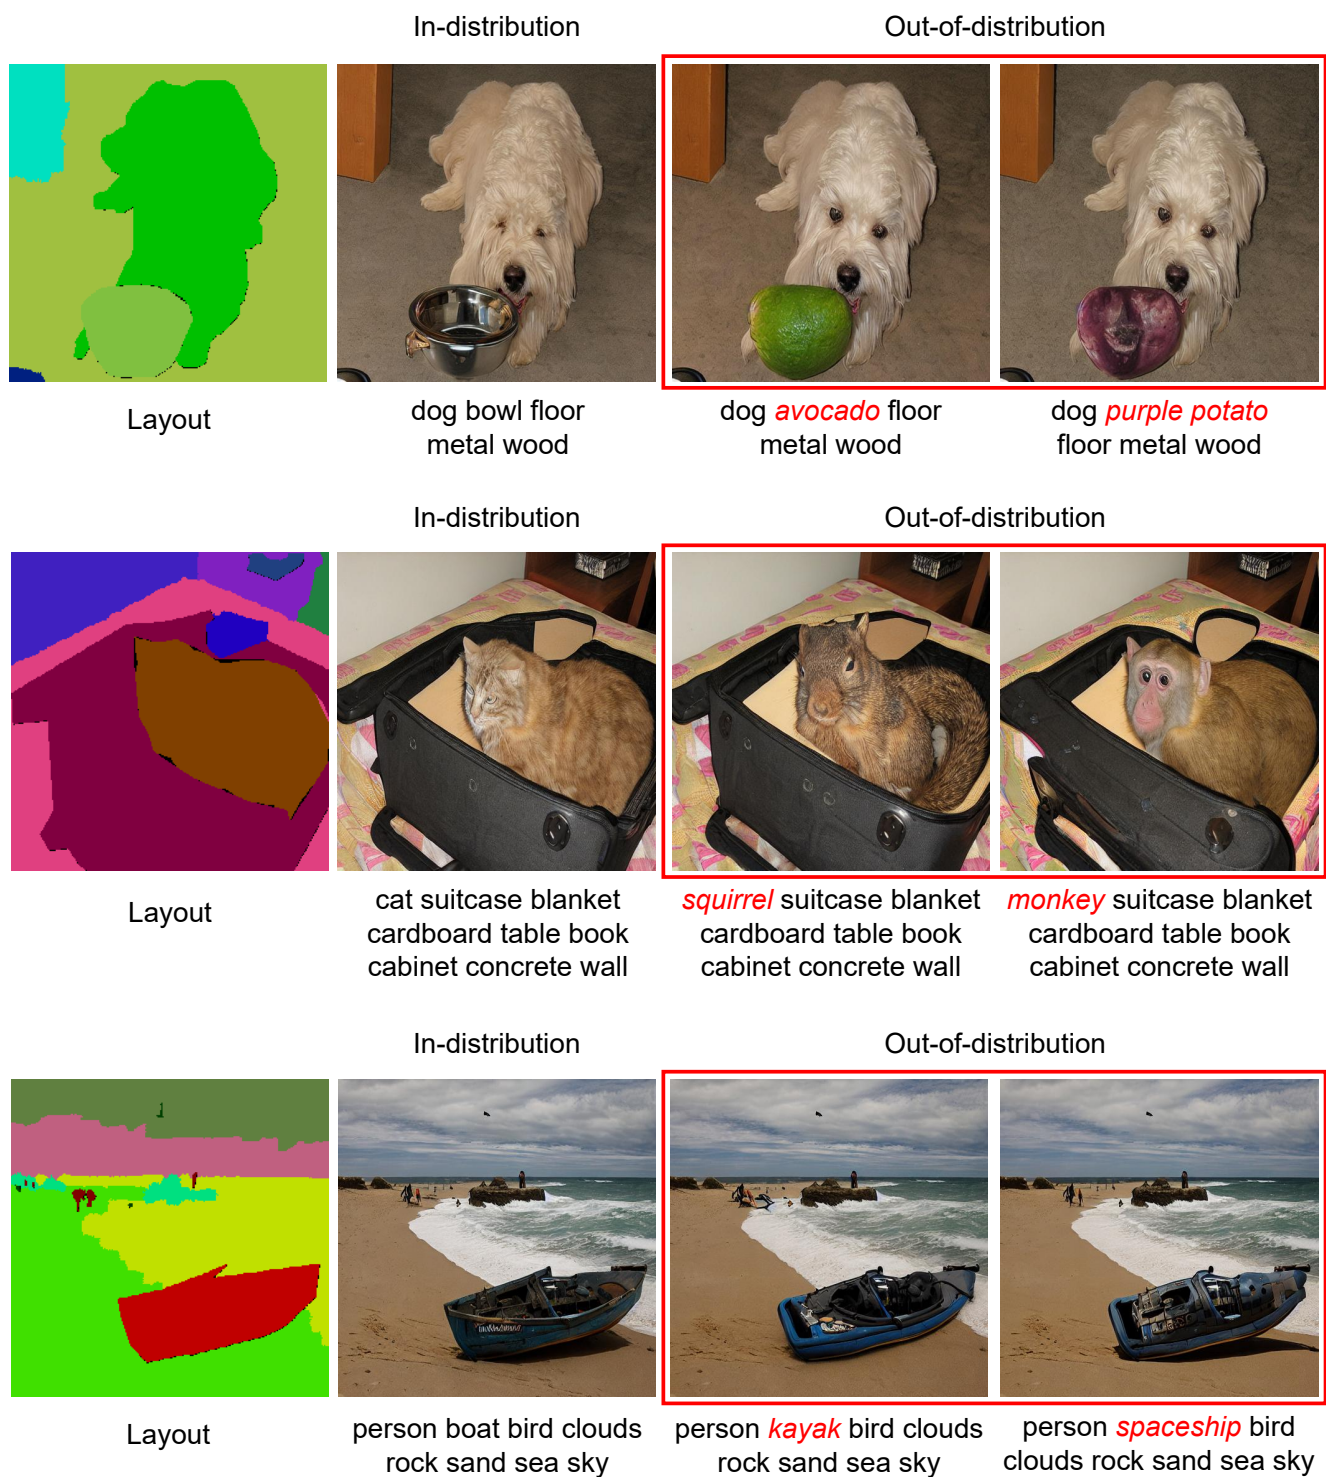 In-distribution
Out-of-distribution
Layout
dog bowl floor
metal wood
dog avocado floor
metal wood
dog purple potato
floor metal wood
In-distribution
Out-of-distribution
Layout
cat suitcase blanket
cardboard table book
cabinet concrete wall
squirrel suitcase blanket
cardboard table book
cabinet concrete wall
monkey suitcase blanket
cardboard table book
cabinet concrete wall
In-distribution
Out-of-distribution
Layout
person boat bird clouds
rock sand sea sky
person kayak bird clouds
rock sand sea sky
person spaceship bird
clouds rock sand sea sky